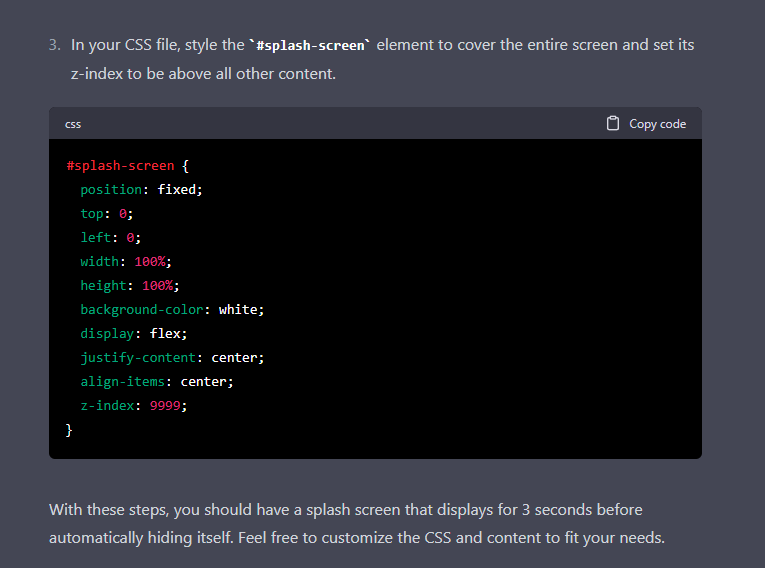 3. In your CSS file, style the `#splash-screen` element to cover the entire screen and set its
z-index to be above all other content.
css Copy code
#splash-screen {
  position: fixed;
  top: 0;
  left: 0;
  width: 100%;
  height: 100%;
  background-color: white;
  display: flex;
  justify-content: center;
  align-items: center;
  z-index: 9999;
}
With these steps, you should have a splash screen that displays for 3 seconds before
automatically hiding itself. Feel free to customize the CSS and content to fit your needs.